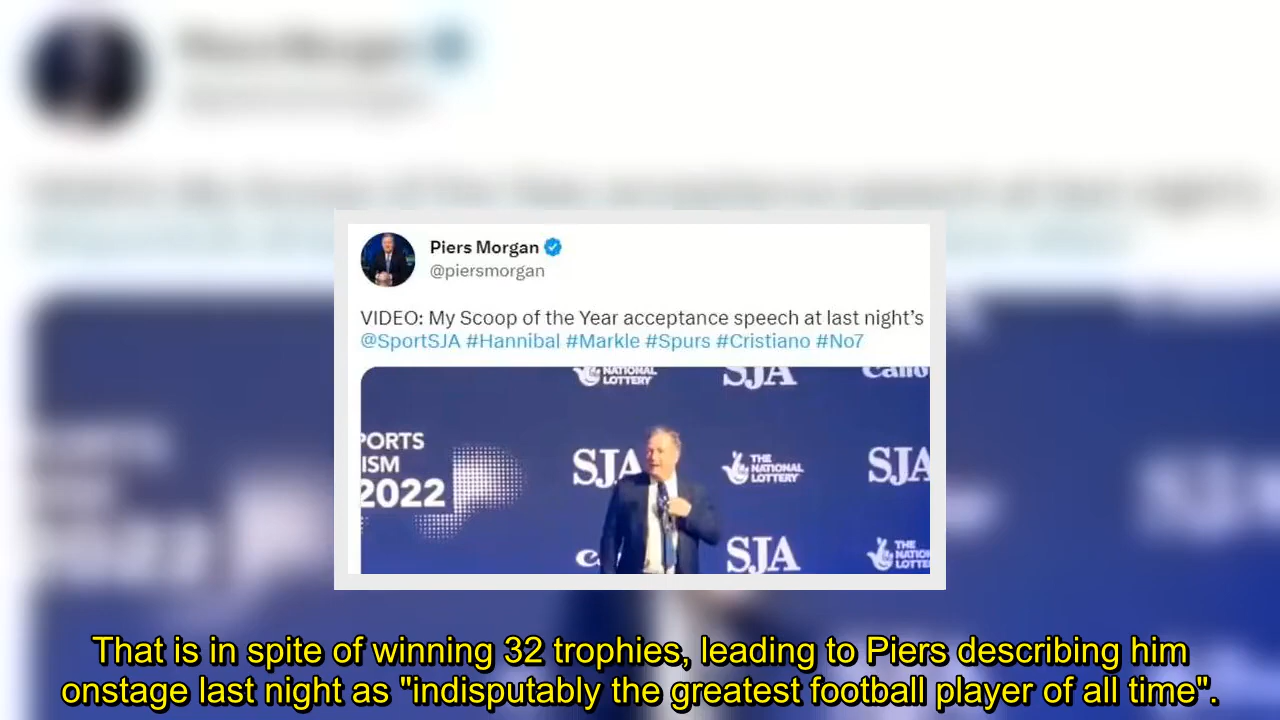 Piers Morgan
@piersmorgan
VIDEO: My Scoop of the Year acceptance speech at last night’s
@SportSJA #Hannibal #Markle #Spurs #Cristiano #No7
NATIONAL
LOTTERY
SJA
PORTS
ISM
2022
SJA
THE
NATIONAL
LOTTERY
SJA
SJA
THE
NATIO
LOTTE
That is in spite of winning 32 trophies, leading to Piers describing him
onstage last night as "indisputably the greatest football player of all time".